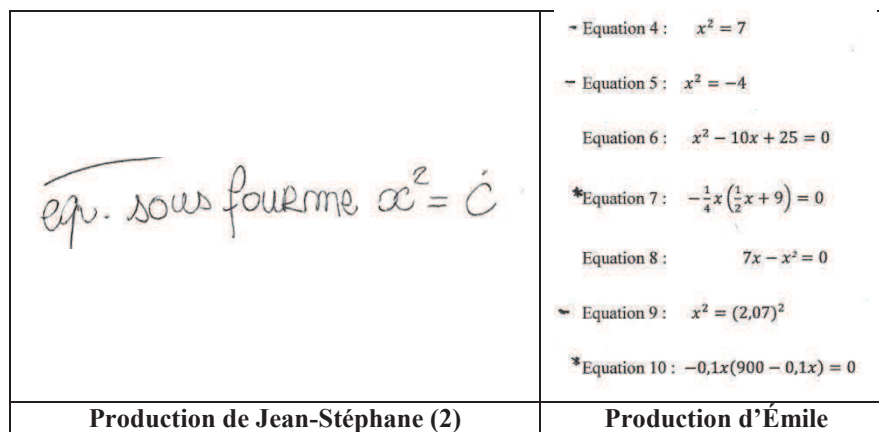 eqv. sous fourme x² = c
Production de Jean-Stéphane (2)
- Equation 4 : x² = 7
- Equation 5 : x² = −4
Equation 6 : x² − 10x + 25 = 0
*Equation 7 : −¼x(½x + 9) = 0
Equation 8 : 7x − x² = 0
- Equation 9 : x² = (2,07)²
*Equation 10 : −0,1x(900 − 0,1x) = 0
Production d’Émile